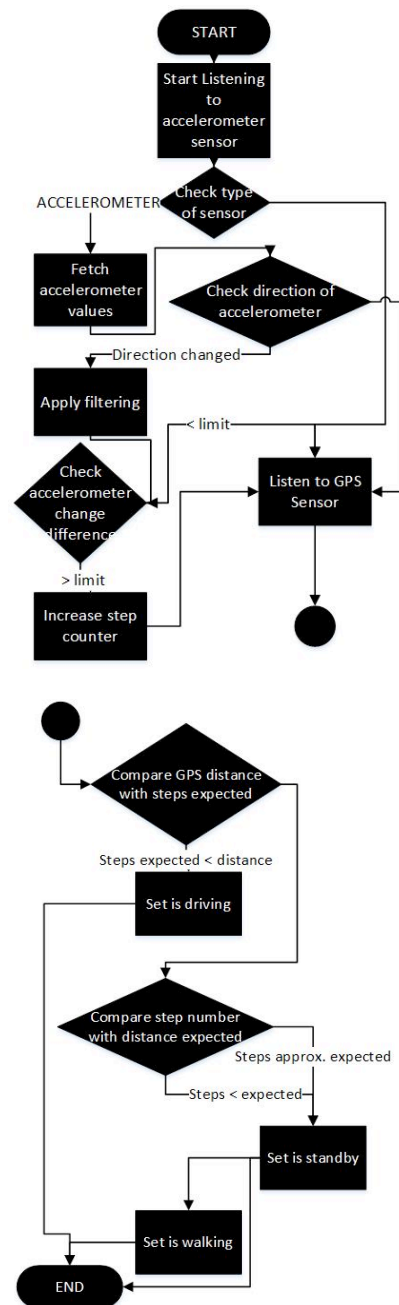 START
Start Listening
to
accelerometer
sensor
Check type
of sensor
ACCELEROMETER
Fetch
accelerometer
values
Check direction of
accelerometer
Direction changed
Apply filtering
< limit
Check
accelerometer
change
difference
Listen to GPS
Sensor
> limit
Increase step
counter
Compare GPS distance
with steps expected
Steps expected < distance
Set is driving
Compare step number
with distance expected
Steps approx. expected
Steps < expected
Set is standby
Set is walking
END